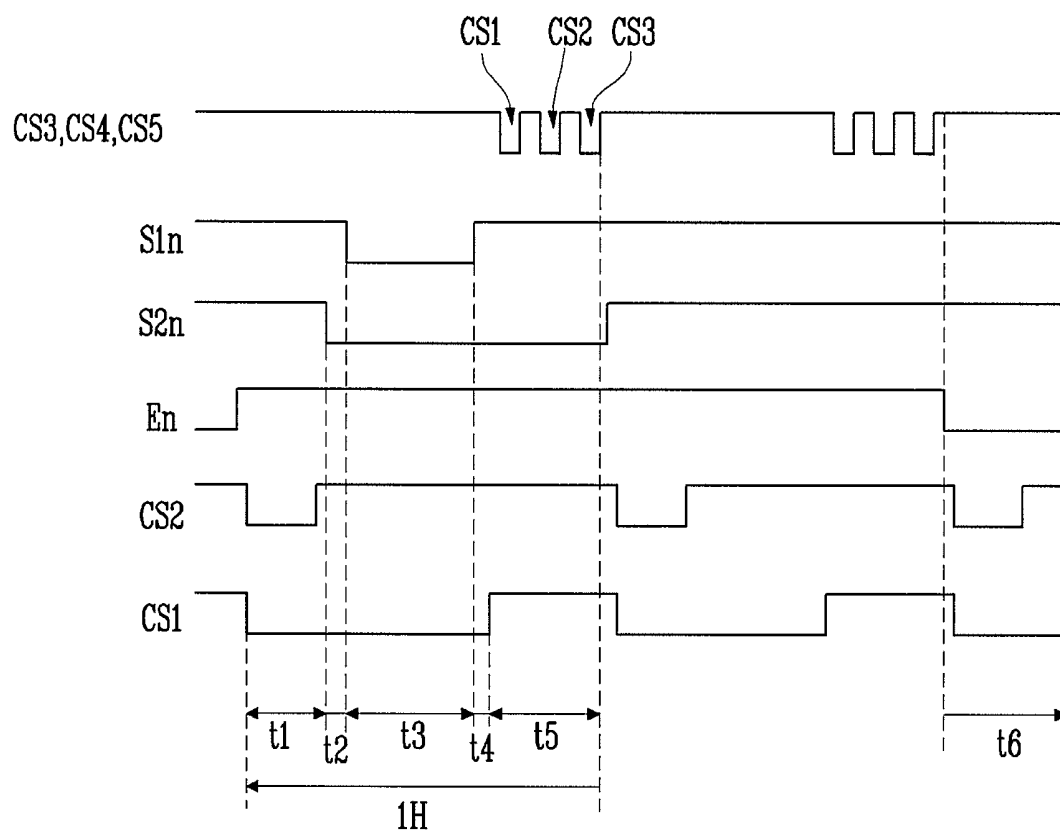 CS1 CS2 CS3
CS3,CS4,CS5
S1n
S2n
En
CS2
CS1
t1 t2 t3 t4 t5 t6
1H